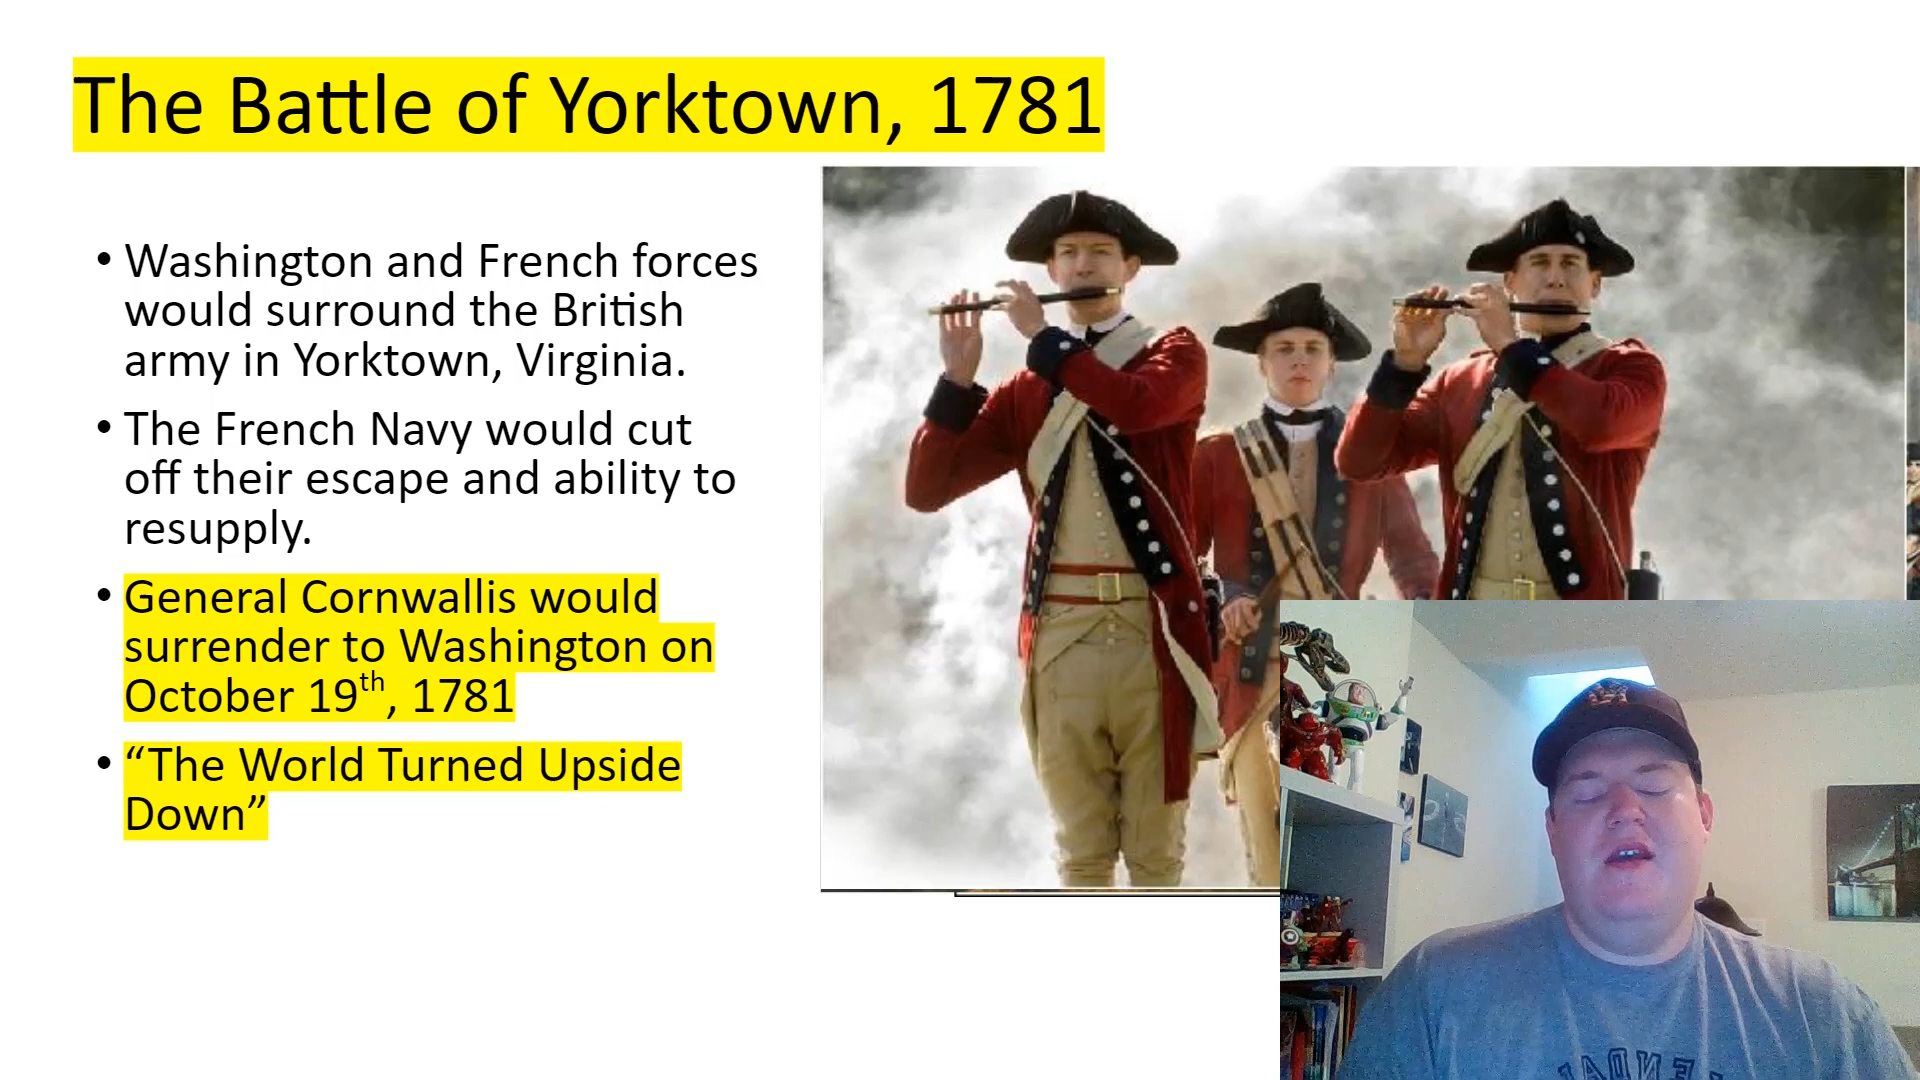 The Battle of Yorktown, 1781
• Washington and French forces
would surround the British
army in Yorktown, Virginia.
• The French Navy would cut
off their escape and ability to
resupply.
• General Cornwallis would
surrender to Washington on
October 19th, 1781
• “The World Turned Upside
Down”